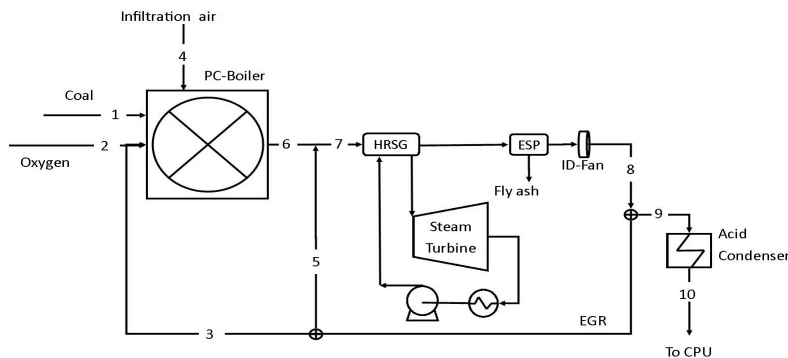 Infiltration air
4
PC-Boiler
Coal
1
2
Oxygen
6
7
HRSG
ESP
ID-Fan
Fly ash
8
9
Steam
Turbine
Acid
Condenser
5
10
3
EGR
To CPU